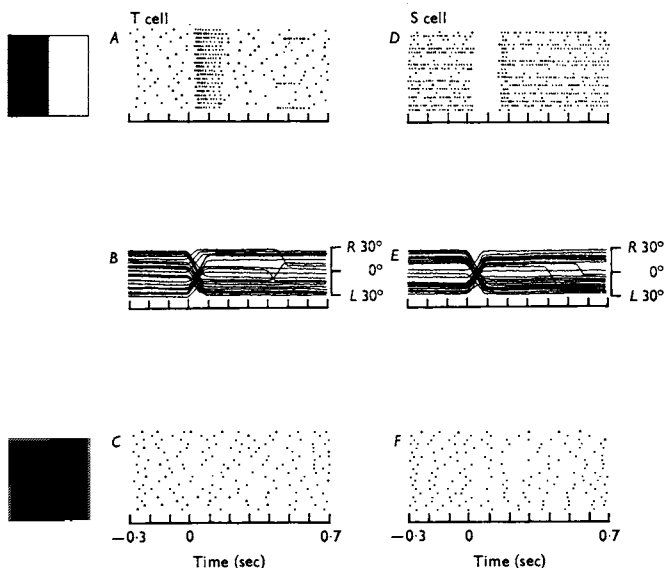 T cell
S cell
A
D
B
R 30°
0°
L 30°
E
R 30°
0°
L 30°
C
F
−0·3 0 0·7
−0·3 0 0·7
Time (sec)
Time (sec)